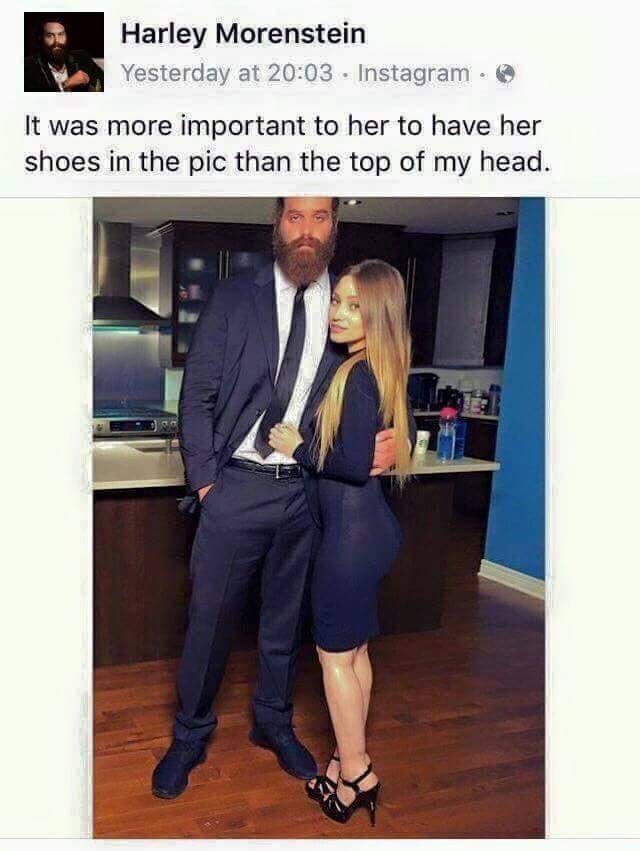 Harley Morenstein
Yesterday at 20:03 · Instagram ·
It was more important to her to have her
shoes in the pic than the top of my head.